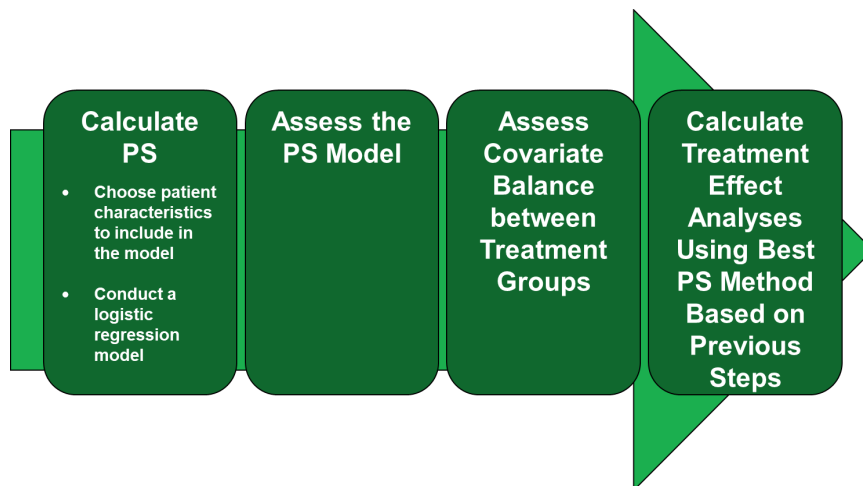 Calculate
PS
• Choose patient
characteristics
to include in
the model
• Conduct a
logistic
regression
model
Assess the
PS Model
Assess
Covariate
Balance
between
Treatment
Groups
Calculate
Treatment
Effect
Analyses
Using Best
PS Method
Based on
Previous
Steps